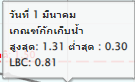 วันที่ 1 มีนาคม
เกณฑ์กักเก็บน้ำ
สูงสุด: 1.31 ต่ำสุด : 0.30
LBC: 0.81